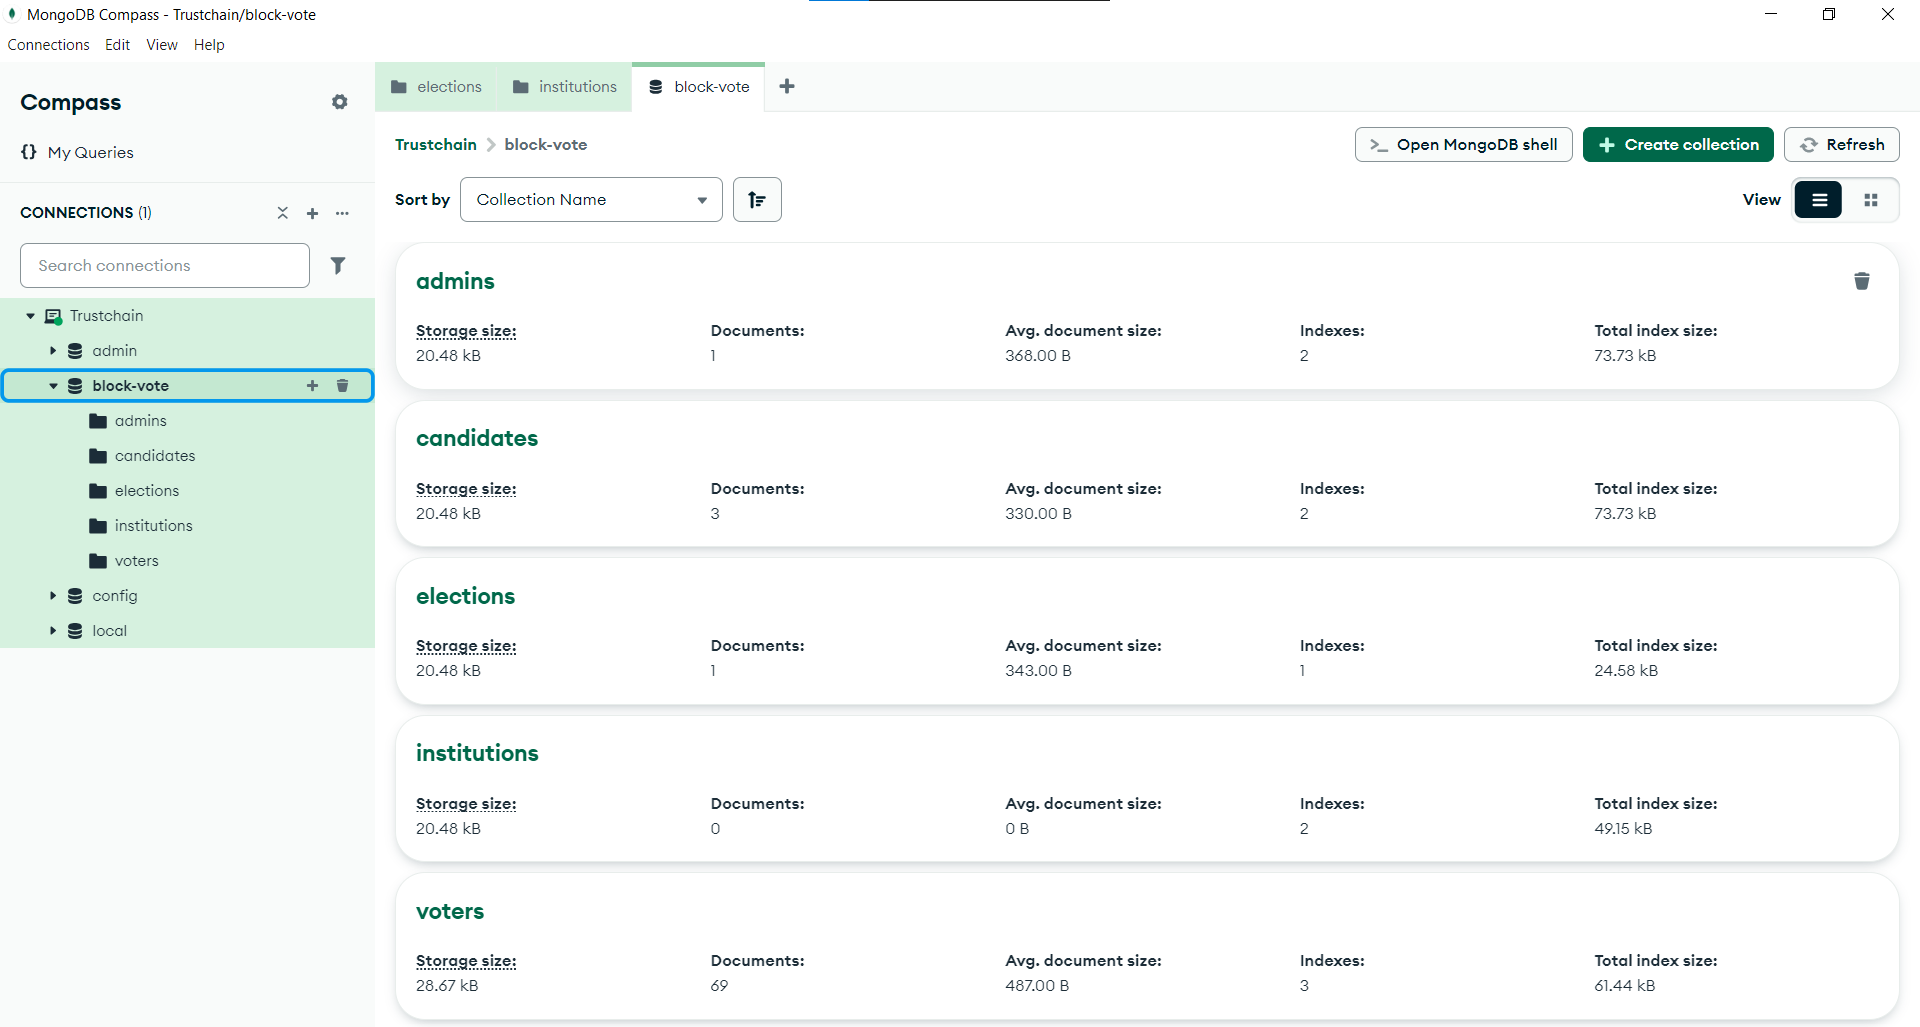 MongoDB Compass - Trustchain/block-vote
Connections Edit View Help
Compass
{} My Queries
CONNECTIONS (1)
Search connections
Trustchain
admin
block-vote
admins
candidates
elections
institutions
voters
config
local
elections institutions block-vote
Trustchain > block-vote
>_ Open MongoDB shell + Create collection Refresh
Sort by Collection Name View
admins
Storage size: Documents: Avg. document size: Indexes: Total index size:
20.48 kB 1 368.00 B 2 73.73 kB
candidates
Storage size: Documents: Avg. document size: Indexes: Total index size:
20.48 kB 3 330.00 B 2 73.73 kB
elections
Storage size: Documents: Avg. document size: Indexes: Total index size:
20.48 kB 1 343.00 B 1 24.58 kB
institutions
Storage size: Documents: Avg. document size: Indexes: Total index size:
20.48 kB 0 0 B 2 49.15 kB
voters
Storage size: Documents: Avg. document size: Indexes: Total index size:
28.67 kB 69 487.00 B 3 61.44 kB